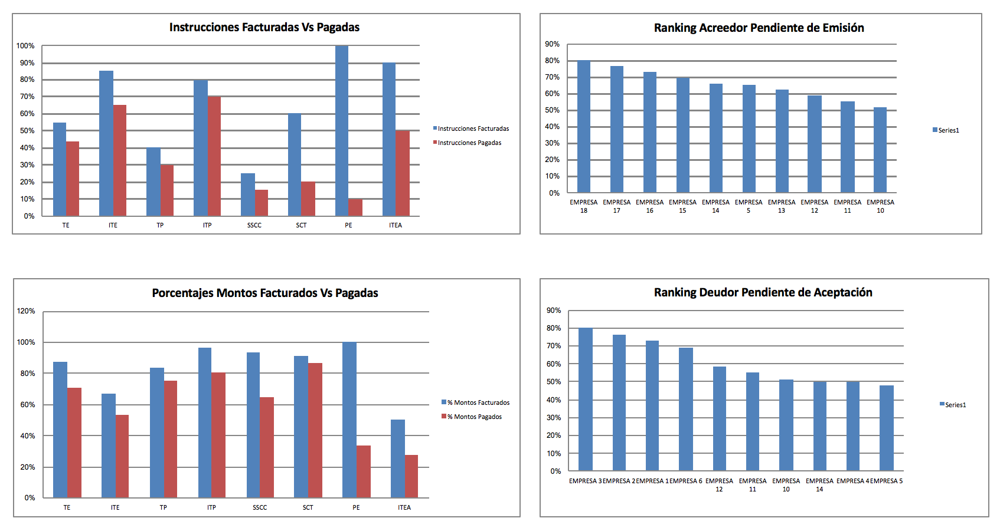 Instrucciones Facturadas Vs Pagadas
100%
90%
80%
70%
60%
50%
40%
30%
20%
10%
0%
TE ITE TP ITP SSCC SCT PE ITEA
Instrucciones Facturadas
Instrucciones Pagadas
Ranking Acreedor Pendiente de Emisión
90%
80%
70%
60%
50%
40%
30%
20%
10%
0%
EMPRESA EMPRESA EMPRESA EMPRESA EMPRESA EMPRESA EMPRESA EMPRESA EMPRESA EMPRESA
18 17 16 15 14 5 13 12 11 10
Series1
Porcentajes Montos Facturados Vs Pagadas
120%
100%
80%
60%
40%
20%
0%
TE ITE TP ITP SSCC SCT PE ITEA
% Montos Facturados
% Montos Pagados
Ranking Deudor Pendiente de Aceptación
90%
80%
70%
60%
50%
40%
30%
20%
10%
0%
EMPRESA 3 EMPRESA 2 EMPRESA 1 EMPRESA 6 EMPRESA EMPRESA EMPRESA EMPRESA EMPRESA 4 EMPRESA 5
12 11 10 14
Series1